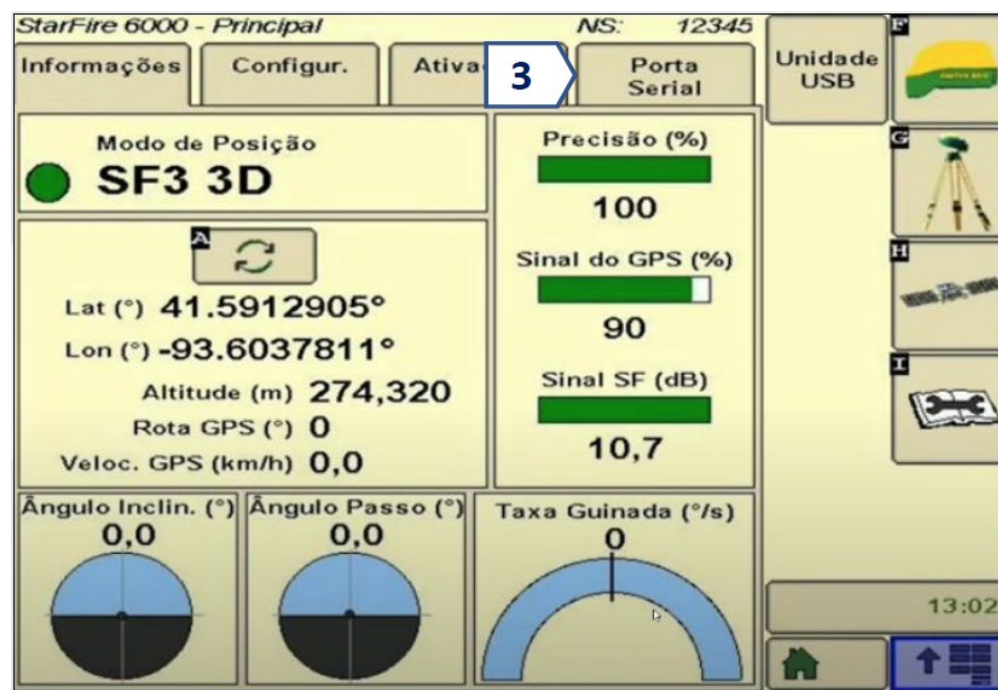 StarFire 6000 - Principal
NS: 12345
Informações
Configur.
Ativa
3
Porta
Serial
Unidade
USB
F
Modo de Posição
SF3 3D
Precisão (%)
100
G
A
Sinal do GPS (%)
90
H
Lat (°) 41.5912905°
Lon (°) -93.6037811°
Altitude (m) 274,320
Rota GPS (°) 0
Veloc. GPS (km/h) 0,0
Sinal SF (dB)
10,7
I
Ângulo Inclin. (°)
0,0
Ângulo Passo (°)
0,0
Taxa Guinada (°/s)
0
13:02